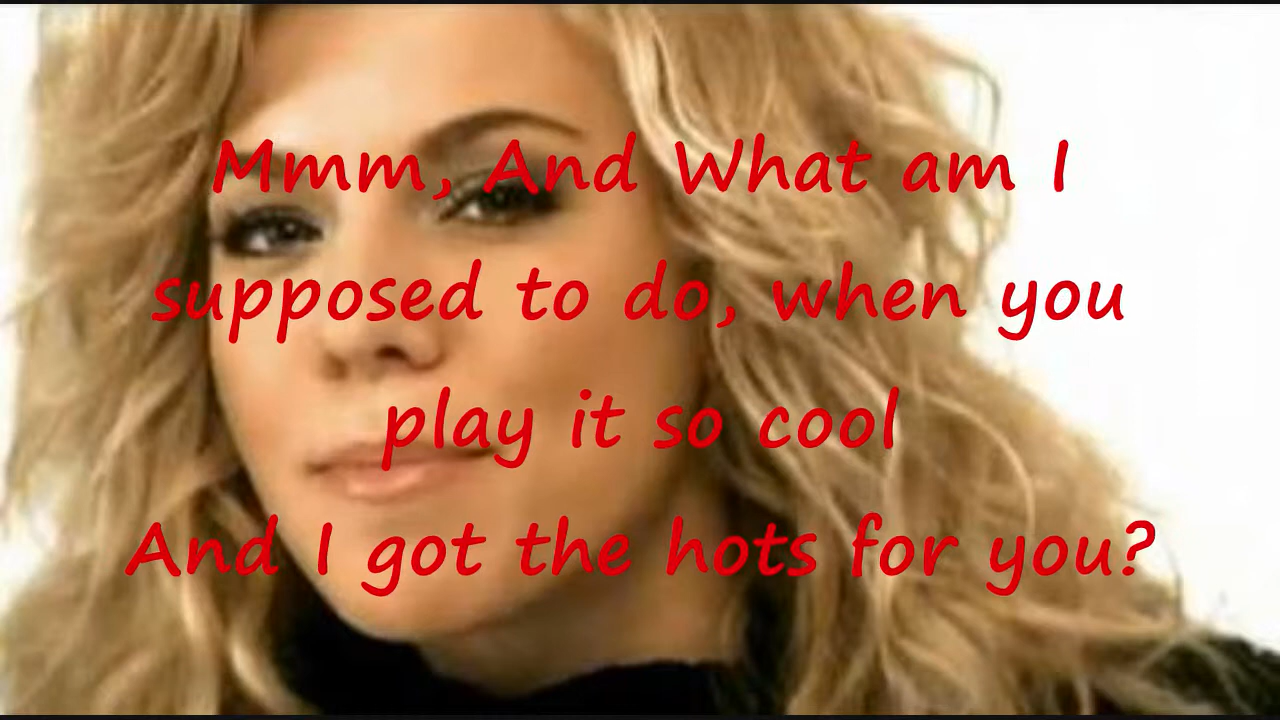 Mmm, And What am I
supposed to do, when you
play it so cool
And I got the hots for you?